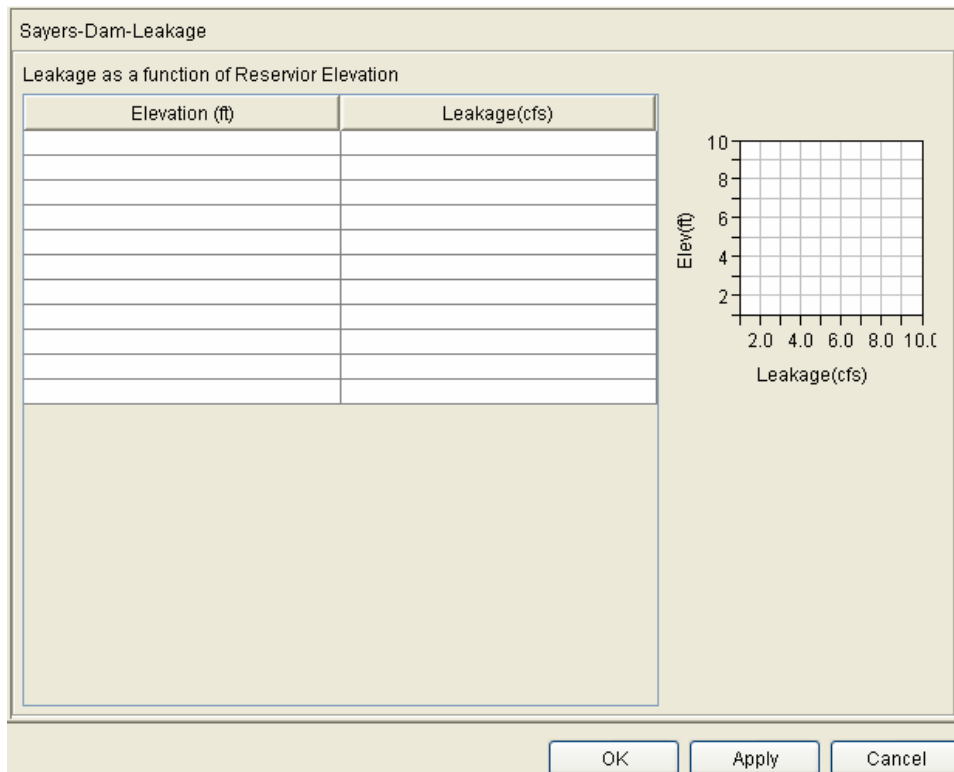 Sayers-Dam-Leakage
Leakage as a function of Reservior Elevation
Elevation (ft) Leakage(cfs)
10
8
6
4
2
Elev(ft)
2.0 4.0 6.0 8.0 10.0
Leakage(cfs)
OK Apply Cancel